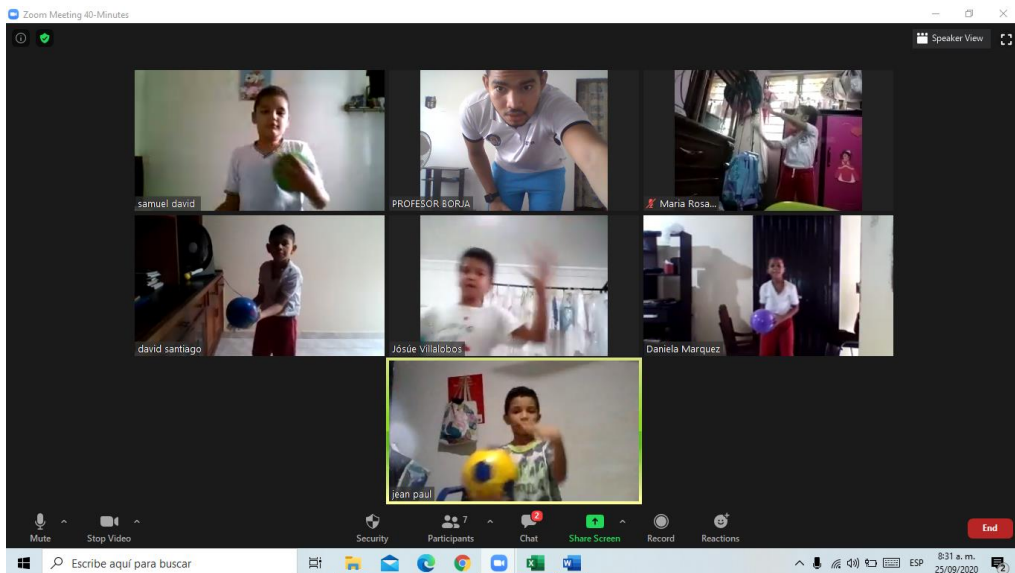 Zoom Meeting 40-Minutes
Speaker View
samuel david
PROFESOR BORJA
Maria Rosa...
david santiago
Jósúe Villalobos
Daniela Marquez
jean paul
Mute
Stop Video
Security
7
Participants
2
Chat
Share Screen
Record
Reactions
End
Escribe aquí para buscar
ESP
8:31 a. m.
25/09/2020
2